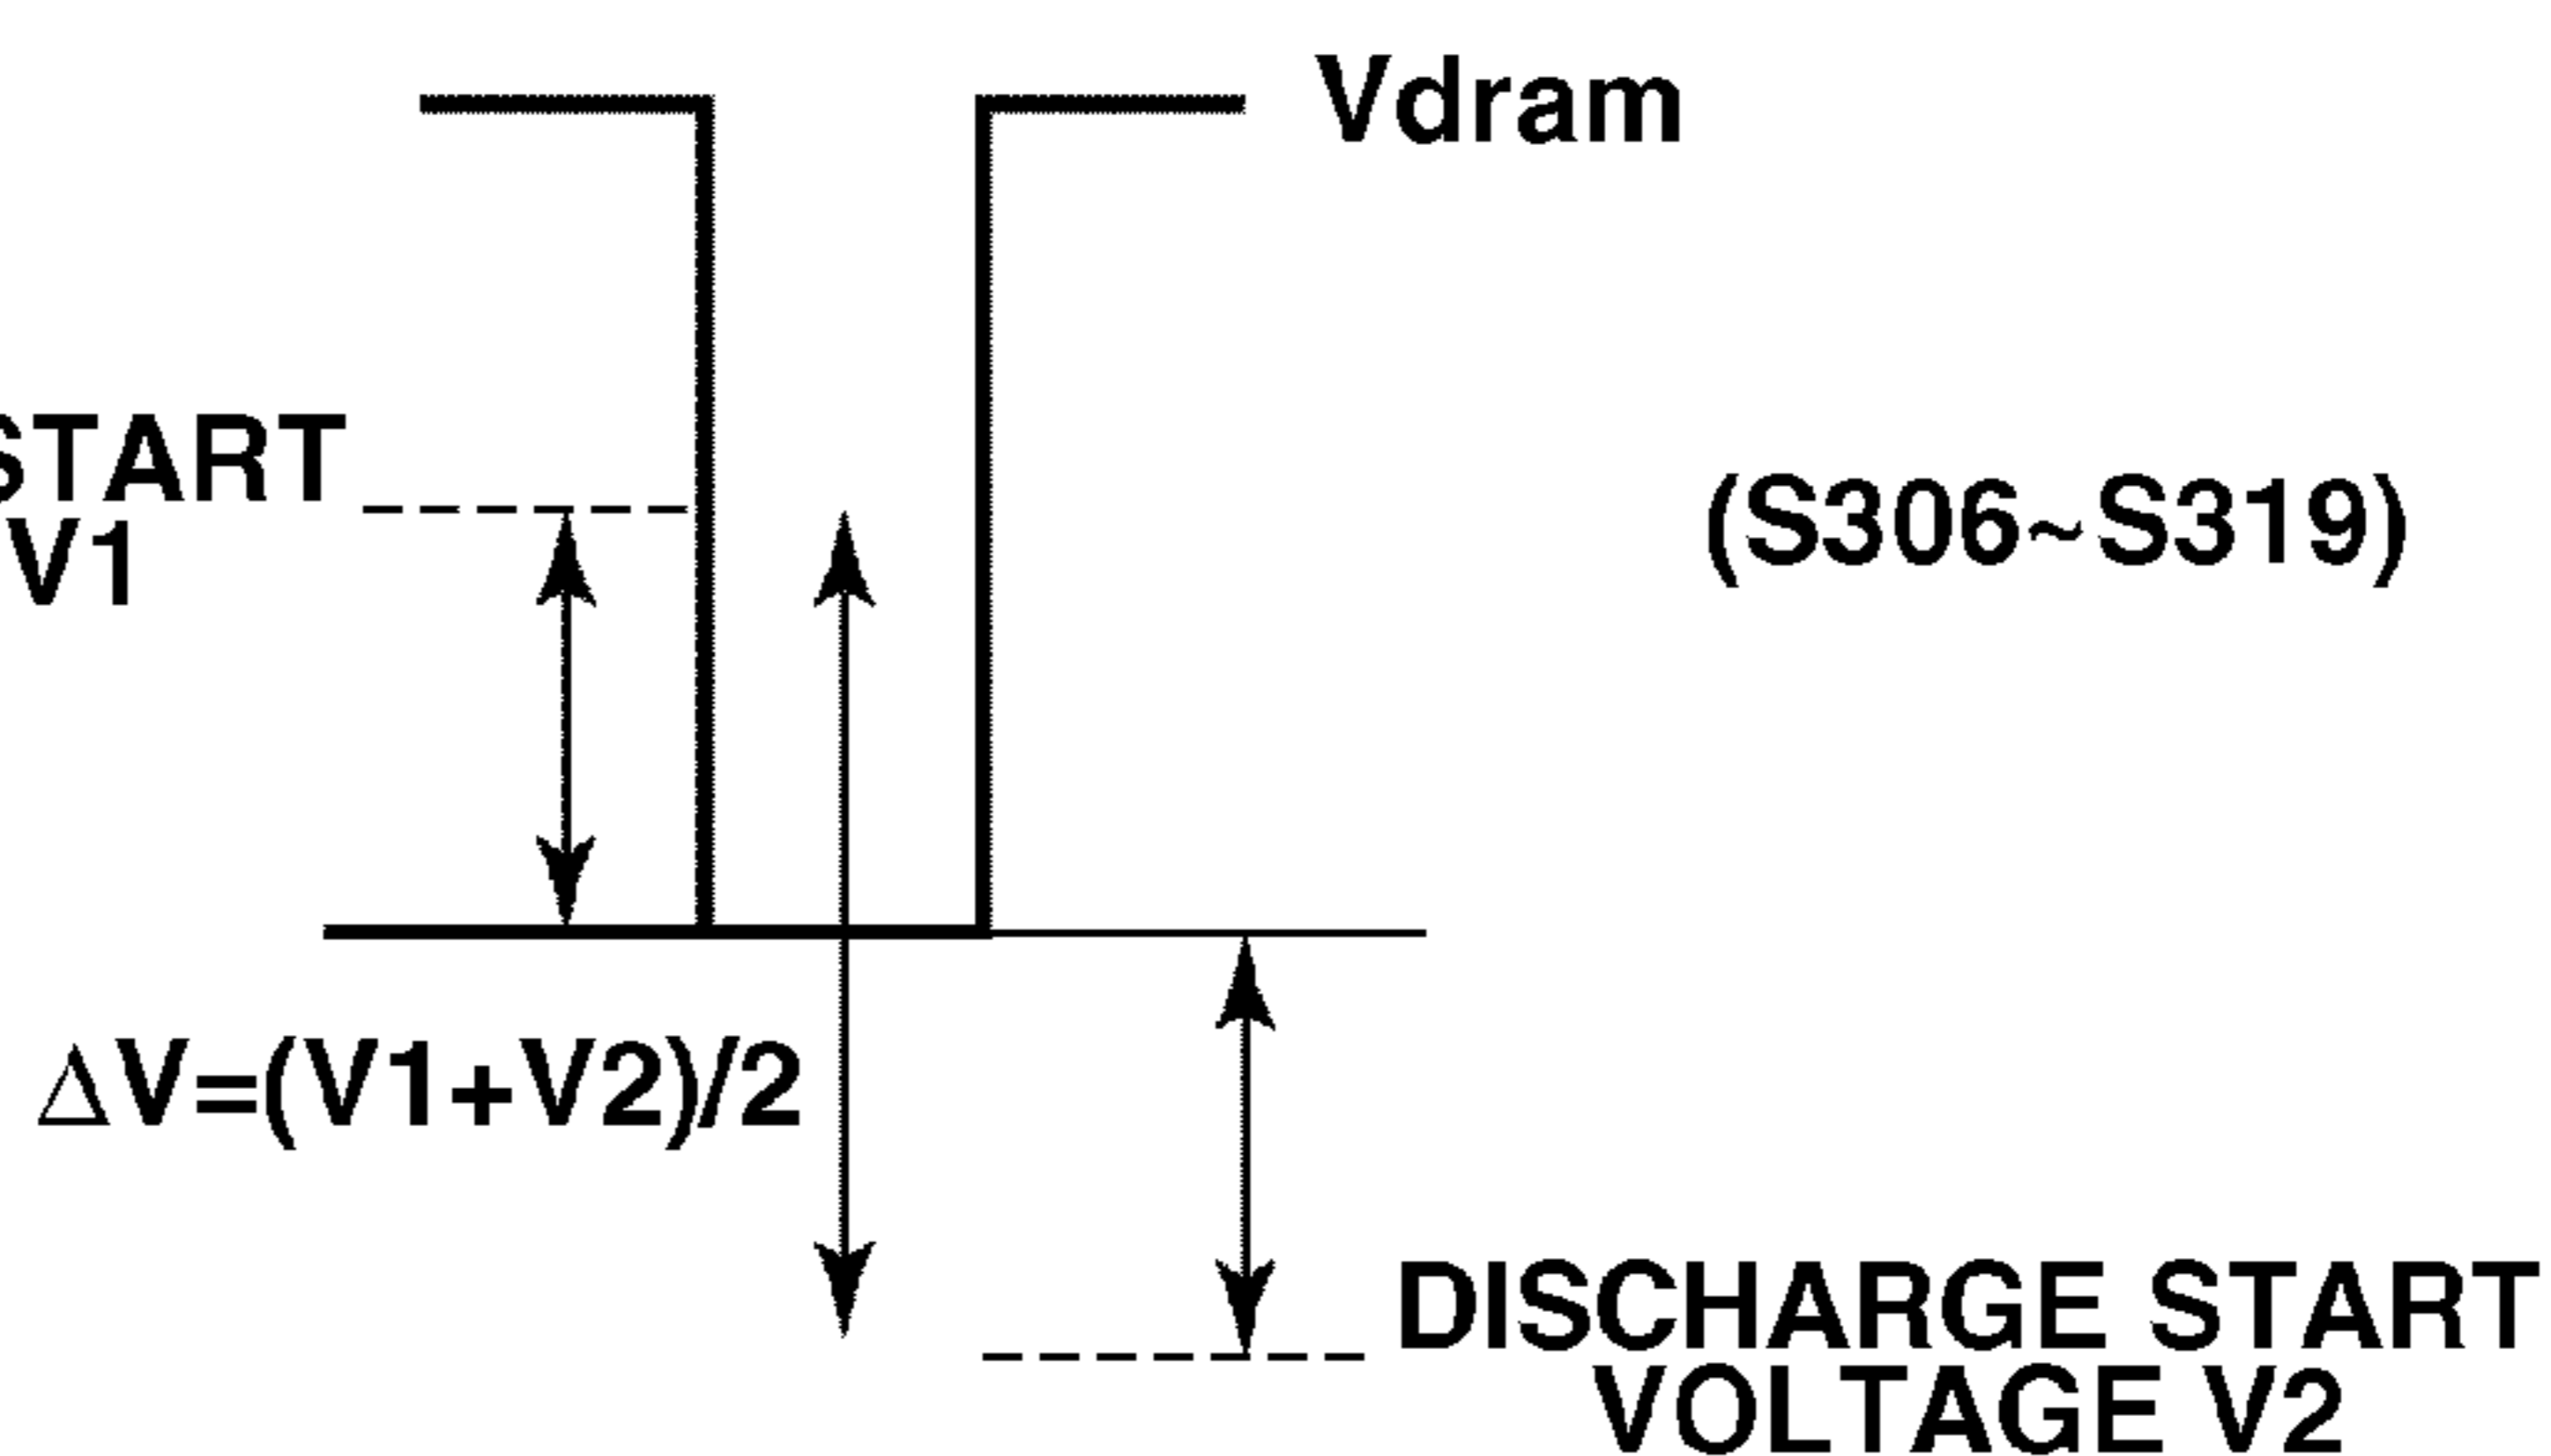 Vdram
START
V1
(S306~S319)
ΔV=(V1+V2)/2
DISCHARGE START
VOLTAGE V2